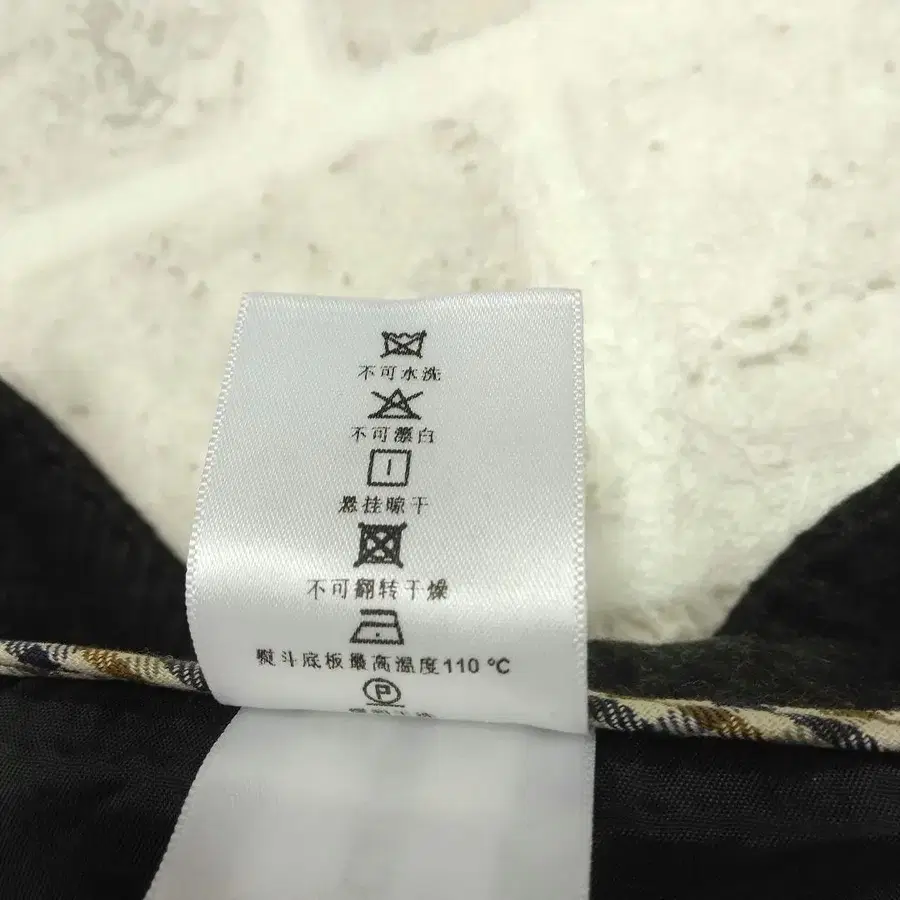 不可水洗
不可漂白
悬挂晾干
不可翻转干燥
熨斗底板最高温度110 ℃
P